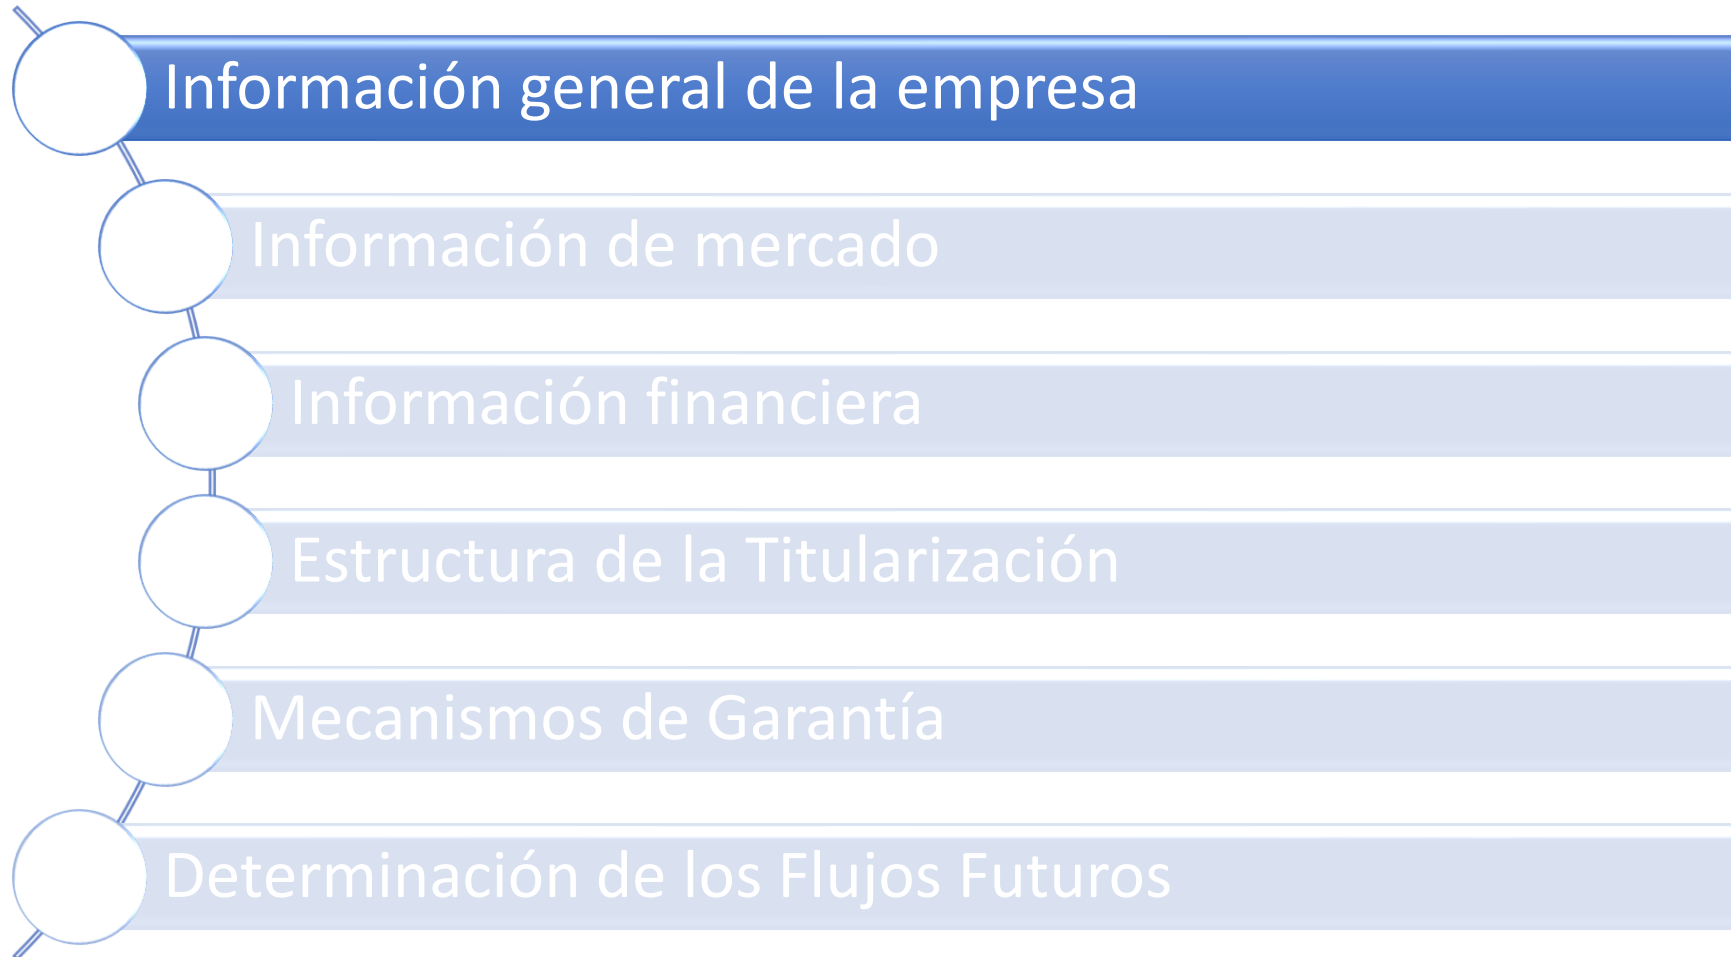 Información general de la empresa
Información de mercado
Información financiera
Estructura de la Titularización
Mecanismos de Garantía
Determinación de los Flujos Futuros